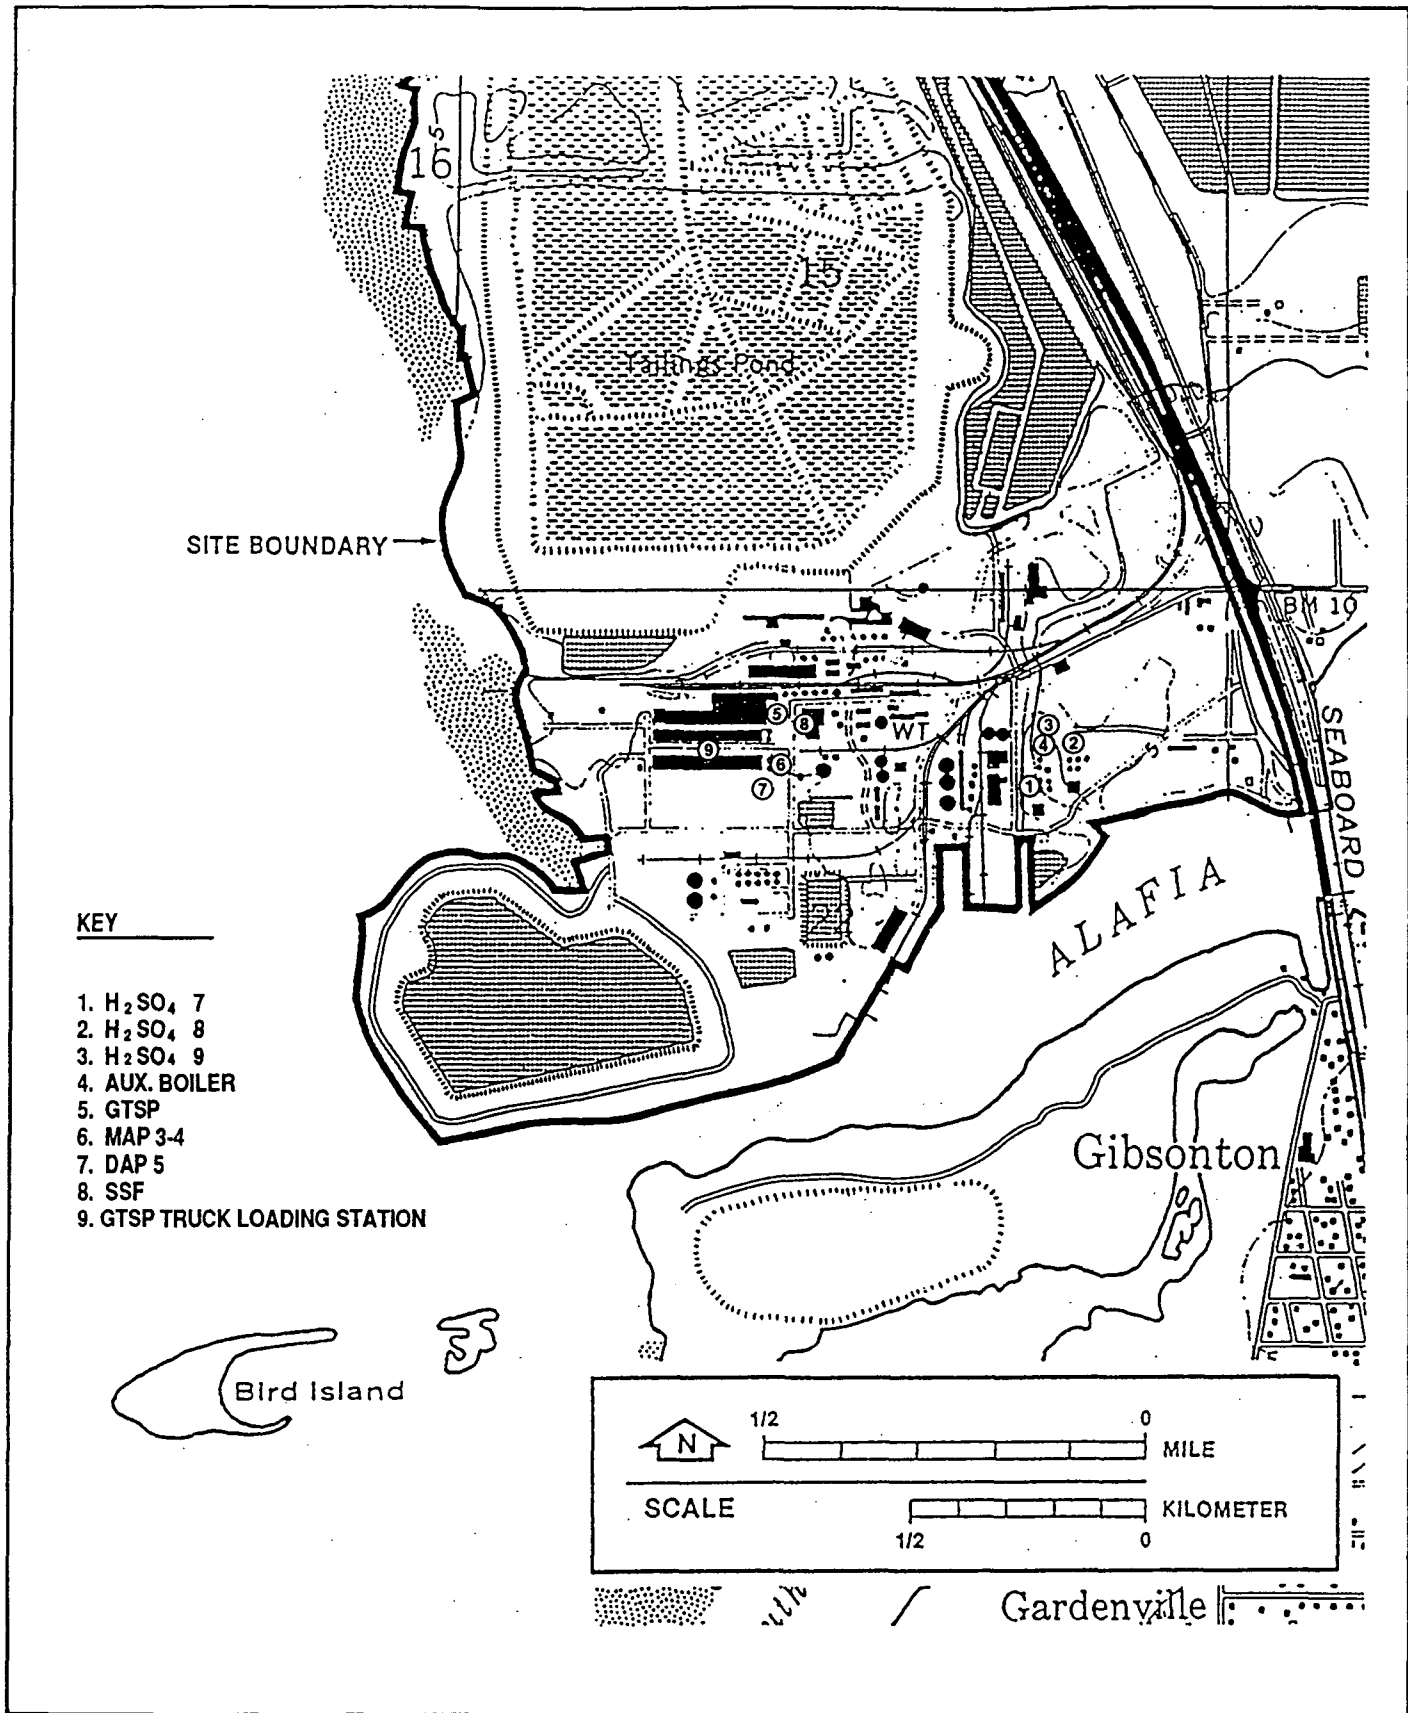 16
5
15
Tailings Pond
SITE BOUNDARY
BM 10
5
8
WT
3
9
4
2
6
7
1
5
SEABOARD
ALAFIA
21
KEY
1. H₂SO₄ 7
2. H₂SO₄ 8
3. H₂SO₄ 9
4. AUX. BOILER
5. GTSP
6. MAP 3-4
7. DAP 5
8. SSF
9. GTSP TRUCK LOADING STATION
Gibsonton
5
Bird Island
N
1/2
0
MILE
SCALE
KILOMETER
1/2
0
Gardenville